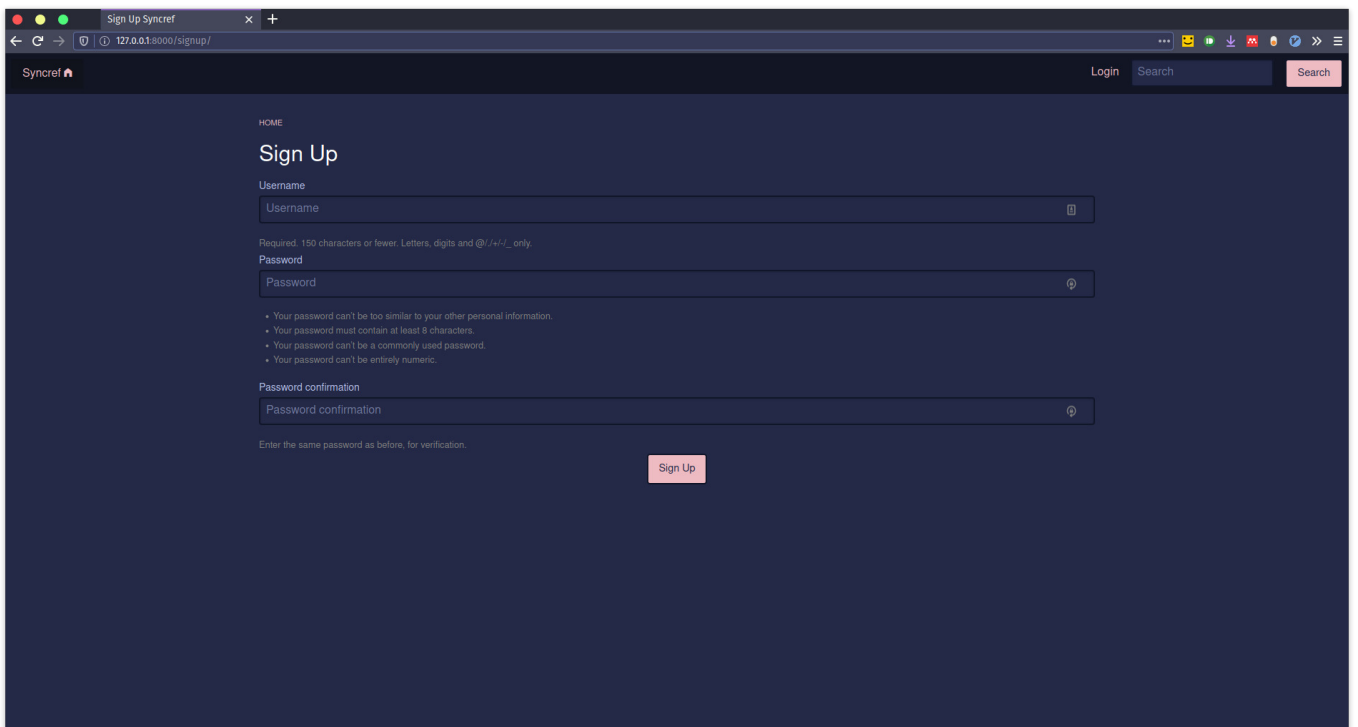 Sign Up Syncref
127.0.0.1:8000/signup/
Syncref
Login
Search
Search
HOME
Sign Up
Username
Username
Required. 150 characters or fewer. Letters, digits and @/./+/-/_ only.
Password
Password
• Your password can't be too similar to your other personal information.
• Your password must contain at least 8 characters.
• Your password can't be a commonly used password.
• Your password can't be entirely numeric.
Password confirmation
Password confirmation
Enter the same password as before, for verification.
Sign Up